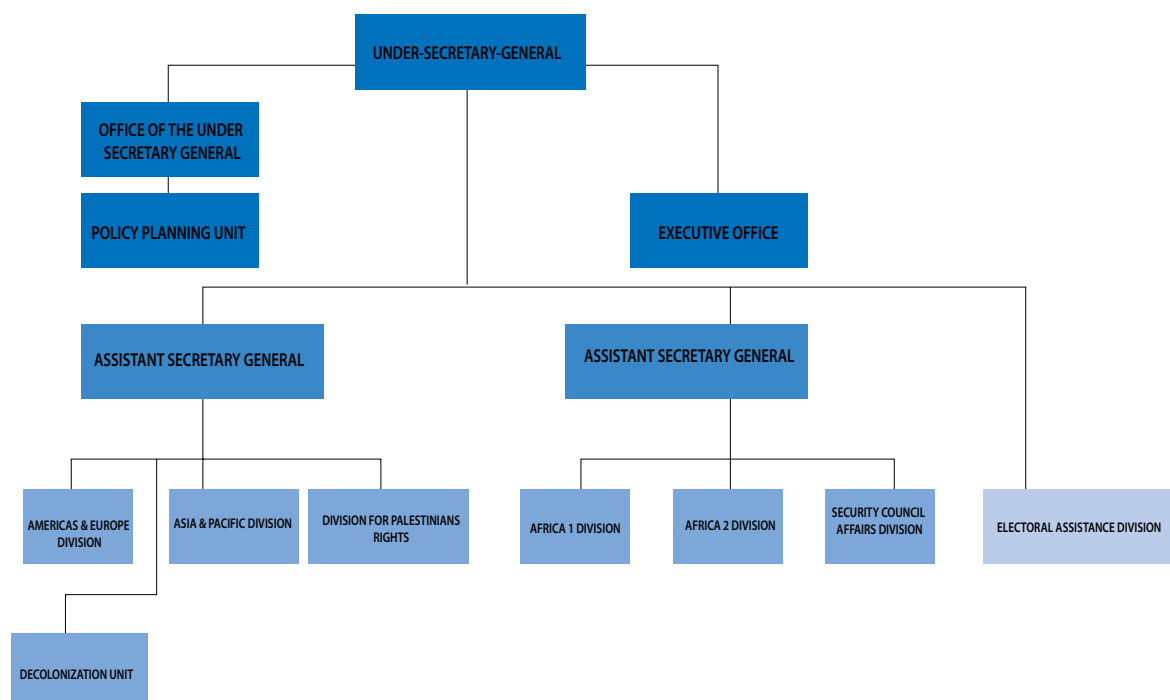 UNDER-SECRETARY-GENERAL
OFFICE OF THE UNDER
SECRETARY GENERAL
POLICY PLANNING UNIT
EXECUTIVE OFFICE
ASSISTANT SECRETARY GENERAL
ASSISTANT SECRETARY GENERAL
AMERICAS & EUROPE
DIVISION
ASIA & PACIFIC DIVISION
DIVISION FOR PALESTINIANS
RIGHTS
AFRICA 1 DIVISION
AFRICA 2 DIVISION
SECURITY COUNCIL
AFFAIRS DIVISION
ELECTORAL ASSISTANCE DIVISION
DECOLONIZATION UNIT